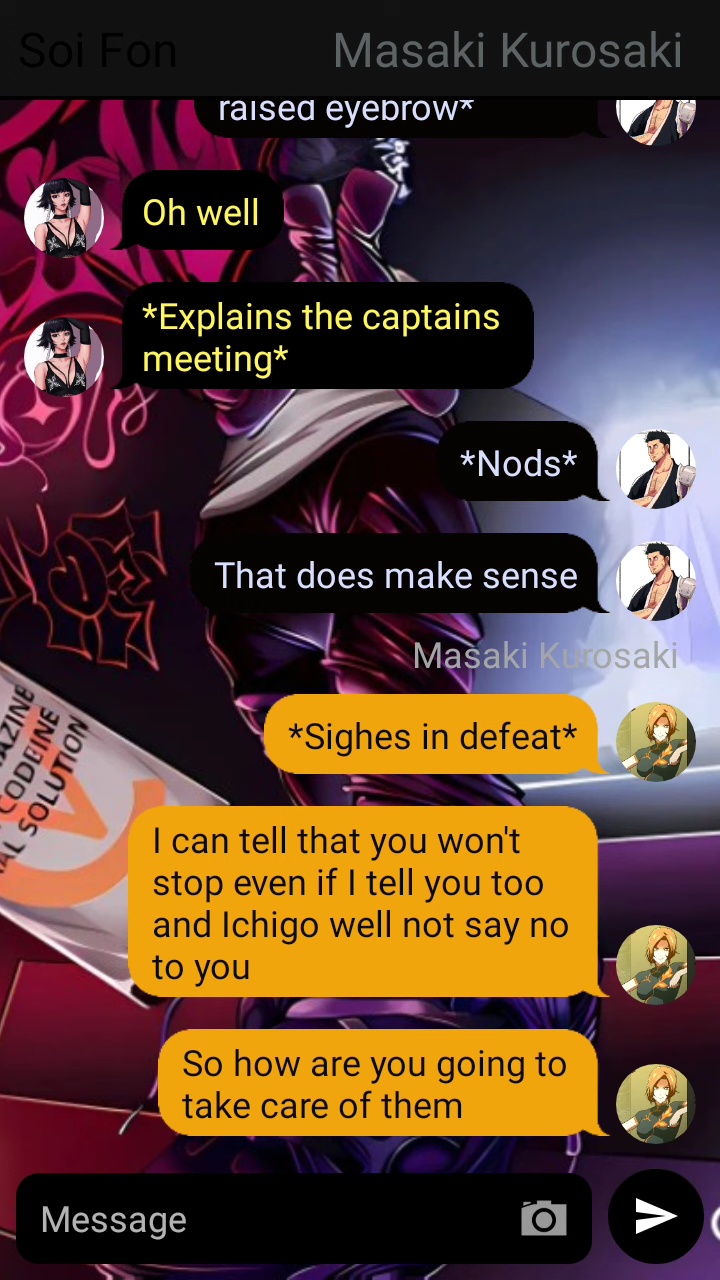 Soi Fon
Masaki Kurosaki
raised eyebrow*
Oh well
*Explains the captains
meeting*
*Nods*
That does make sense
Masaki Kurosaki
*Sighes in defeat*
I can tell that you won't
stop even if I tell you too
and Ichigo well not say no
to you
So how are you going to
take care of them
CODEINE
SOLUTION
Message